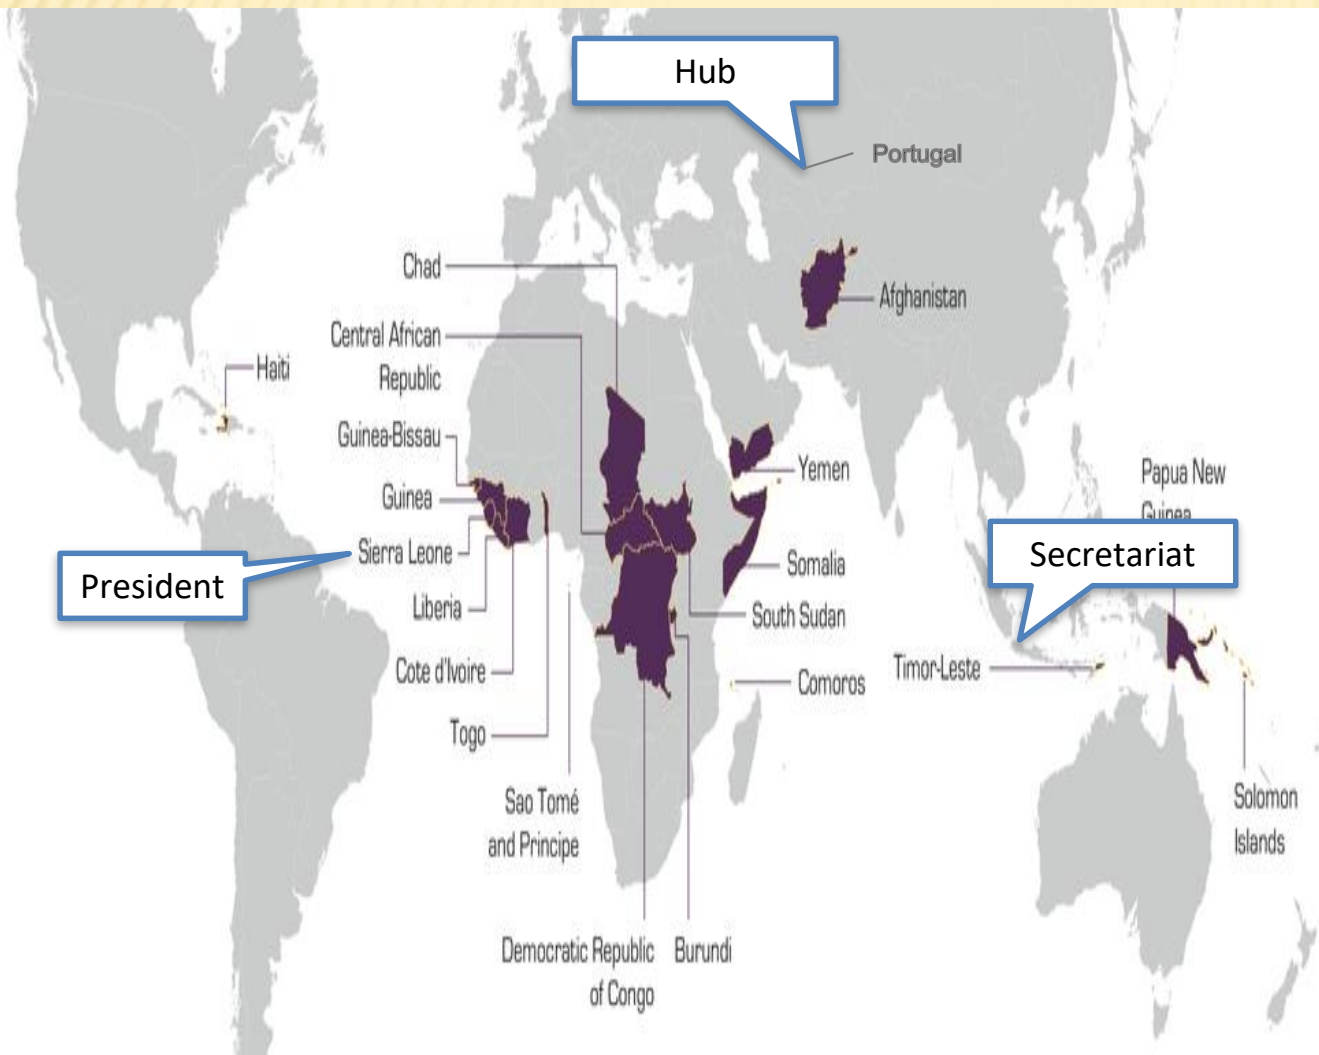 Hub
Portugal
Chad
Afghanistan
Central African
Republic
Haiti
Guinea-Bissau
Yemen
Papua New
Guinea
Guinea
Secretariat
Sierra Leone
President
Somalia
Liberia
South Sudan
Cote d'Ivoire
Timor-Leste
Comoros
Togo
Sao Tomé
and Principe
Solomon
Islands
Democratic Republic
of Congo
Burundi